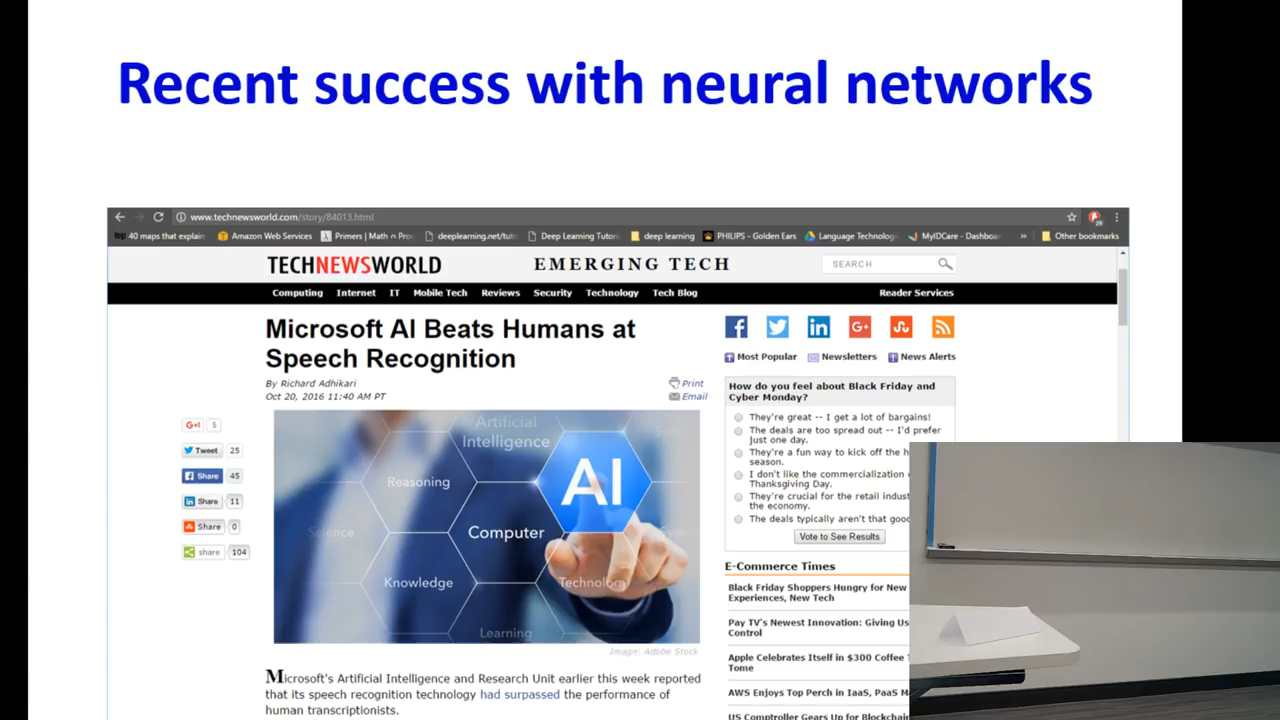 Recent success with neural networks
www.technewsworld.com/story/84013.html
top 40 maps that explain Amazon Web Services Primers | Math n Pro deeplearning.net/tuto Deep Learning Tutor deep learning PHILIPS - Golden Ears Language Technolog MyIDCare - Dashboa » Other bookmarks
TECHNEWSWORLD EMERGING TECH SEARCH
Computing Internet IT Mobile Tech Reviews Security Technology Tech Blog Reader Services
Microsoft AI Beats Humans at
Speech Recognition
By Richard Adhikari
Oct 20, 2016 11:40 AM PT
Print
Email
G+1 5
Tweet 25
Share 45
Share 11
Share 0
share 104
Artificial
Intelligence
Reasoning
AI
Science
Computer
Knowledge
Technology
Learning
Image: Adobe Stock
Microsoft's Artificial Intelligence and Research Unit earlier this week reported
that its speech recognition technology had surpassed the performance of
human transcriptionists.
Most Popular Newsletters News Alerts
How do you feel about Black Friday and
Cyber Monday?
They're great -- I get a lot of bargains!
The deals are too spread out -- I'd prefer
just one day.
They're a fun way to kick off the h
season.
I don't like the commercialization
Thanksgiving Day.
They're crucial for the retail indust
the economy.
The deals typically aren't that good
Vote to See Results
E-Commerce Times
Black Friday Shoppers Hungry for New
Experiences, New Tech
Pay TV's Newest Innovation: Giving Us
Control
Apple Celebrates Itself in $300 Coffee T
Tome
AWS Enjoys Top Perch in IaaS, PaaS M
US Comptroller Gears Up for Blockchain